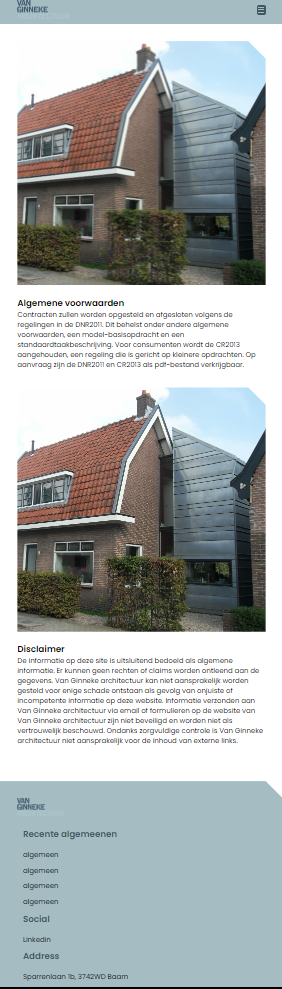 VAN
GINNEKE
Algemene voorwaarden
Contracten zullen worden opgesteld en afgesloten volgens de
regelingen in de DNR2011. Dit behelst onder andere algemene
voorwaarden, een model-basisopdracht en een
standaardtaakbeschrijving. Voor consumenten wordt de CR2013
aangehouden, een regeling die is gericht op kleinere opdrachten. Op
aanvraag zijn de DNR2011 en CR2013 als pdf-bestand verkrijgbaar.
Disclaimer
De informatie op deze site is uitsluitend bedoeld als algemene
informatie. Er kunnen geen rechten of claims worden ontleend aan de
gegevens. Van Ginneke architectuur kan niet aansprakelijk worden
gesteld voor enige schade ontstaan als gevolg van onjuiste of
incompetente informatie op deze website. Informatie verzonden aan
Van Ginneke architectuur via email of formulieren op de website van
Van Ginneke architectuur zijn niet beveiligd en worden niet als
vertrouwelijk beschouwd. Ondanks zorgvuldige controle is Van Ginneke
architectuur niet aansprakelijk voor de inhoud van externe links.
VAN
GINNEKE
Recente algemeenen
algemeen
algemeen
algemeen
algemeen
Social
Linkedin
Address
Sparrenlaan 1b, 3742WD Baarn